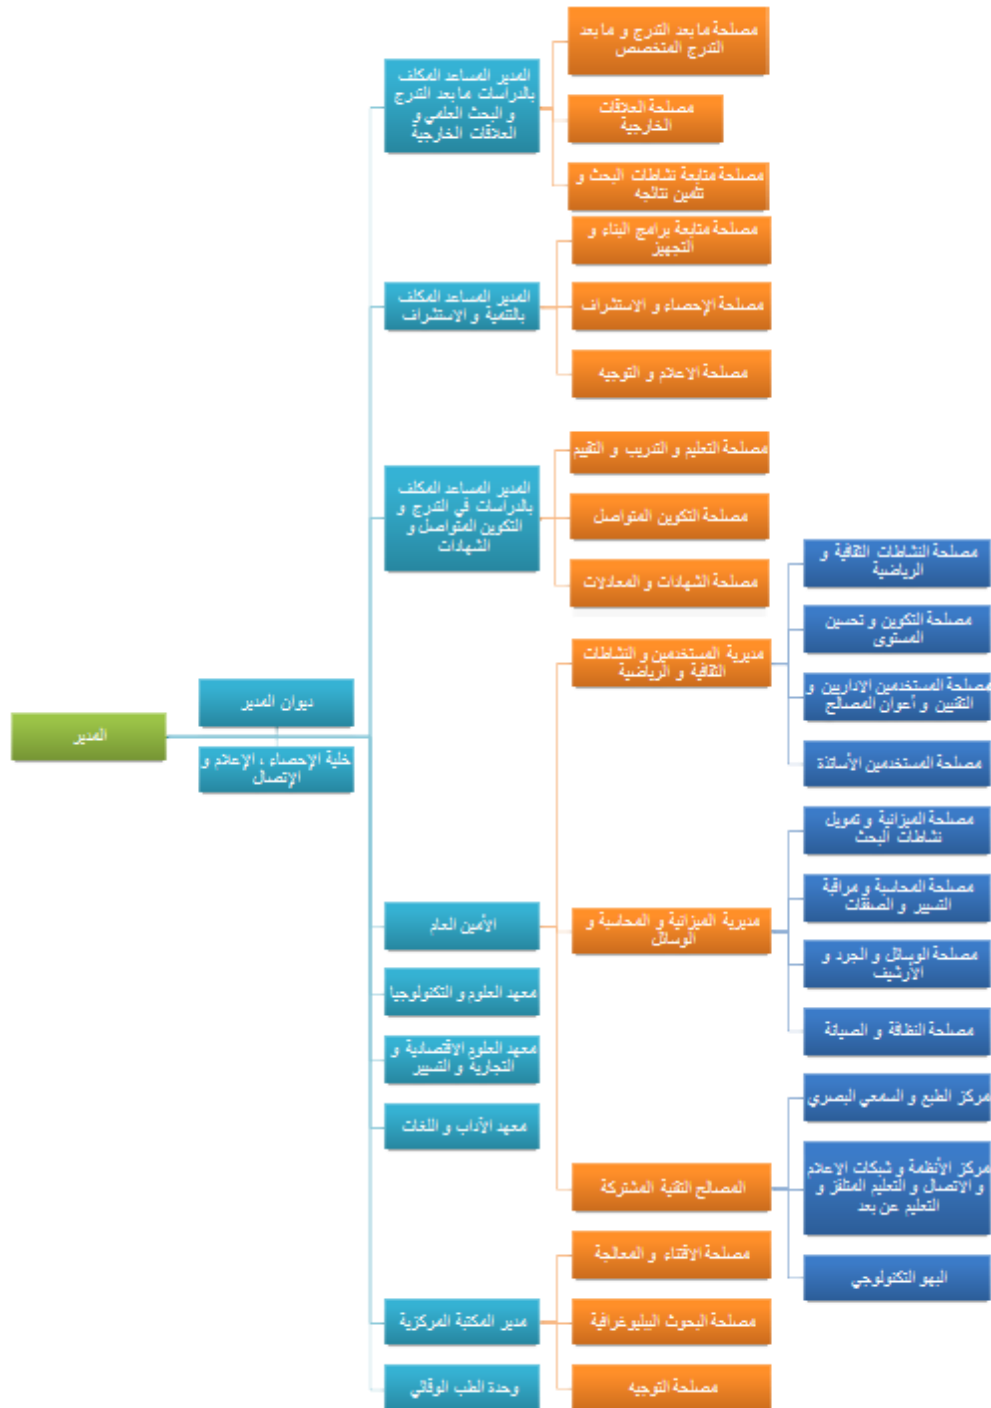 مصلحة ما بعد التدرج و ما بعد
التدرج المتخصص
المدير المساعد المكلف
بالدراسات ما بعد التدرج
و البحث العلمي و
العلاقات الخارجية
مصلحة العلاقات
الخارجية
مصلحة متابعة نشاطات البحث و
تثمين نتائجه
مصلحة متابعة برامج البناء و
التجهيز
المدير المساعد المكلف
بالتنمية و الاستشراف
مصلحة الإحصاء و الاستشراف
مصلحة الاعلام و التوجيه
مصلحة التعليم و التدريب و التقييم
المدير المساعد المكلف
بالدراسات في التدرج و
التكوين المتواصل و
الشهادات
مصلحة التكوين المتواصل
مصلحة الشهادات و المعادلات
مصلحة النشاطات الثقافية و
الرياضية
مصلحة التكوين و تحسين
المستوى
مديرية المستخدمين و النشاطات
الثقافية و الرياضية
مصلحة المستخدمين الاداريين و
التقنيين و أعوان المصالح
مصلحة المستخدمين الأساتذة
ديوان المدير
المدير
خلية الإحصاء ، الإعلام و
الإتصال
مصلحة الميزانية و تمويل
نشاطات البحث
مصلحة المحاسبة و مراقبة
التسيير و الصفقات
الأمين العام
مديرية الميزانية و المحاسبة و
الوسائل
مصلحة الوسائل و الجرد و
الأرشيف
مصلحة النظافة و الصيانة
معهد العلوم و التكنولوجيا
معهد العلوم الاقتصادية و
التجارية و التسيير
معهد الآداب و اللغات
مركز الطبع و السمعي البصري
المصالح التقنية المشتركة
مركز الأنظمة و شبكات الاعلام
و الاتصال و التعليم المتلفز و
التعليم عن بعد
البهو التكنولوجي
مصلحة الاقتناء و المعالجة
مدير المكتبة المركزية
مصلحة البحوث البيبليوغرافية
وحدة الطب الوقائي
مصلحة التوجيه